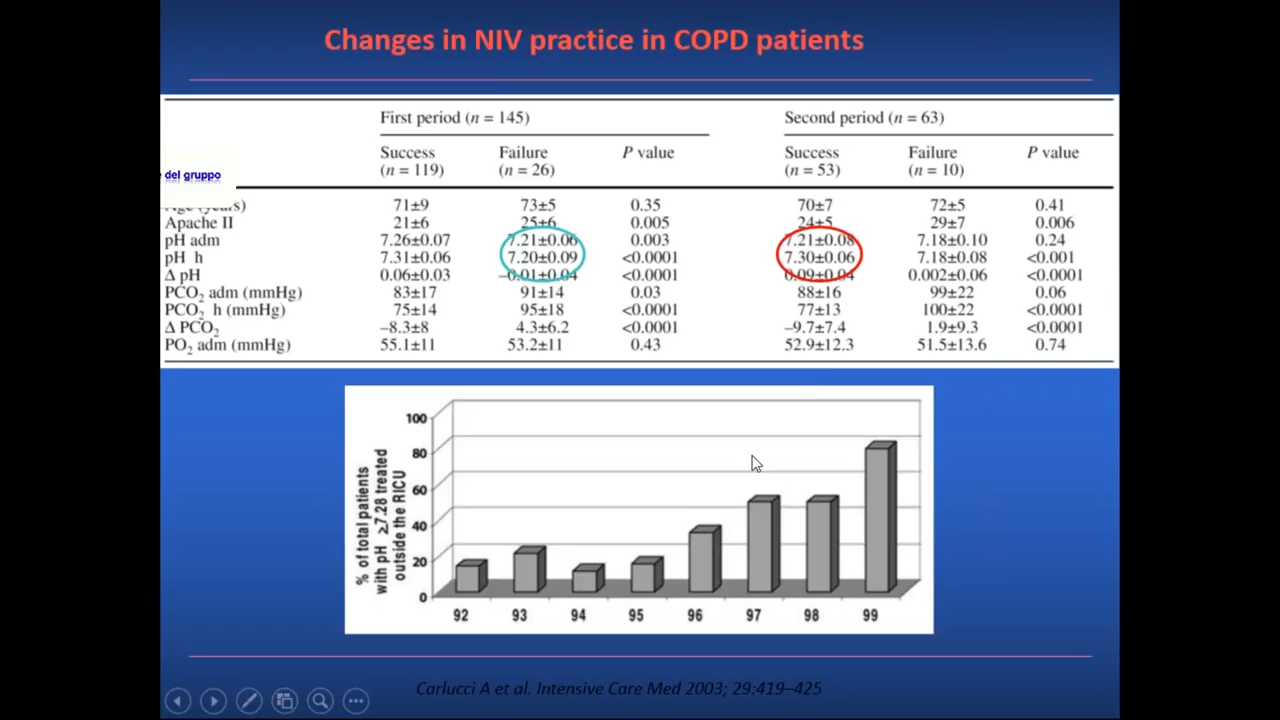 Changes in NIV practice in COPD patients
First period (n = 145) Second period (n = 63)
Success Failure P value Success Failure P value
(n = 119) (n = 26) (n = 53) (n = 10)
del gruppo
Age (years) 71±9 73±5 0.35 70±7 72±5 0.41
Apache II 21±6 25±6 0.005 24±5 29±7 0.006
pH adm 7.26±0.07 7.21±0.06 0.003 7.21±0.08 7.18±0.10 0.24
pH h 7.31±0.06 7.20±0.09 <0.0001 7.30±0.06 7.18±0.08 <0.001
Δ pH 0.06±0.03 –0.01±0.04 <0.0001 0.09±0.04 0.002±0.06 <0.0001
PCO₂ adm (mmHg) 83±17 91±14 0.03 88±16 99±22 0.06
PCO₂ h (mmHg) 75±14 95±18 <0.0001 77±13 100±22 <0.0001
Δ PCO₂ –8.3±8 4.3±6.2 <0.0001 –9.7±7.4 1.9±9.3 <0.0001
PO₂ adm (mmHg) 55.1±11 53.2±11 0.43 52.9±12.3 51.5±13.6 0.74
% of total patients
with pH ≥7.28 treated
outside the RICU
100
80
60
40
20
0
92 93 94 95 96 97 98 99
Carlucci A et al. Intensive Care Med 2003; 29:419–425